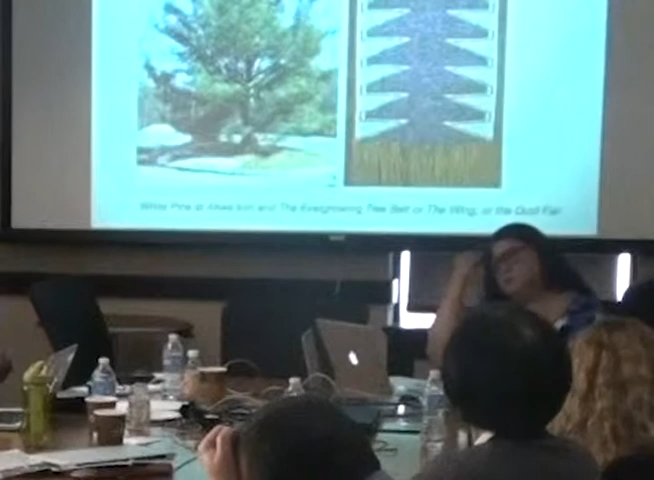 White Pine at and The Evergrowing Tree Belt or The Wing, or the Dust Fan